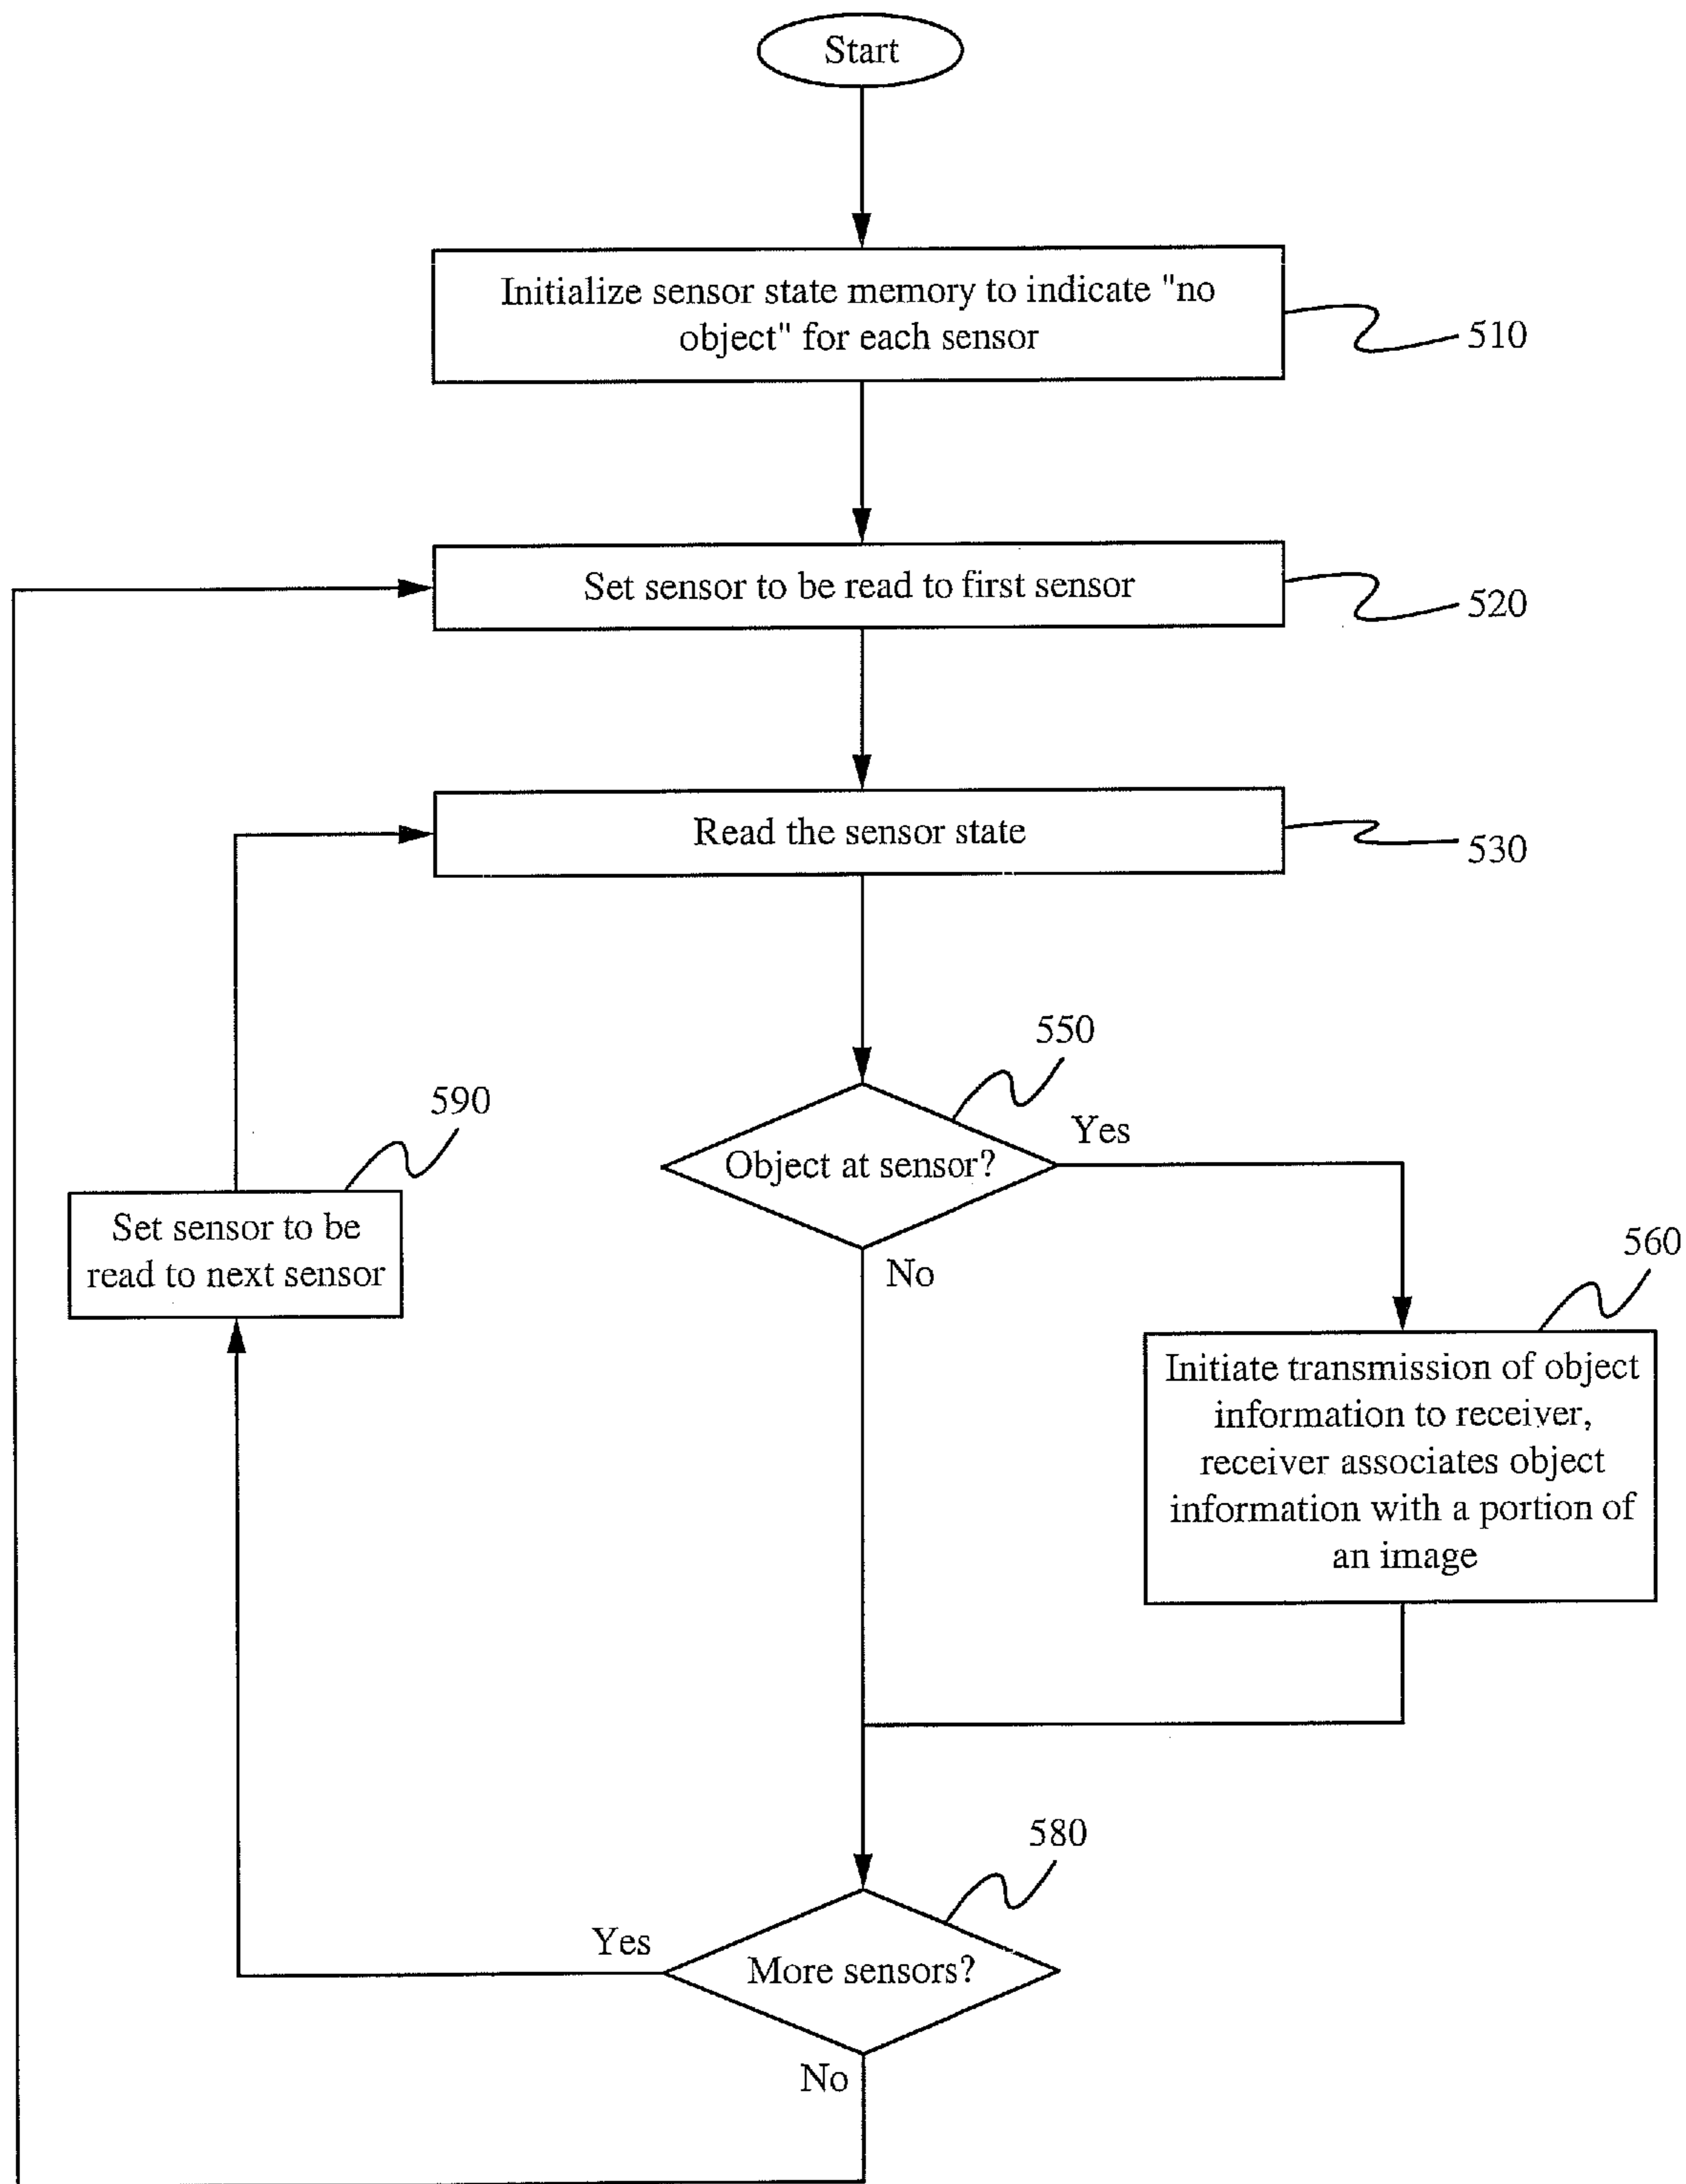 Start
Initialize sensor state memory to indicate "no
object" for each sensor
510
Set sensor to be read to first sensor
520
Read the sensor state
530
550
Object at sensor?
Yes
No
590
Set sensor to be
read to next sensor
560
Initiate transmission of object
information to receiver,
receiver associates object
information with a portion of
an image
580
More sensors?
Yes
No